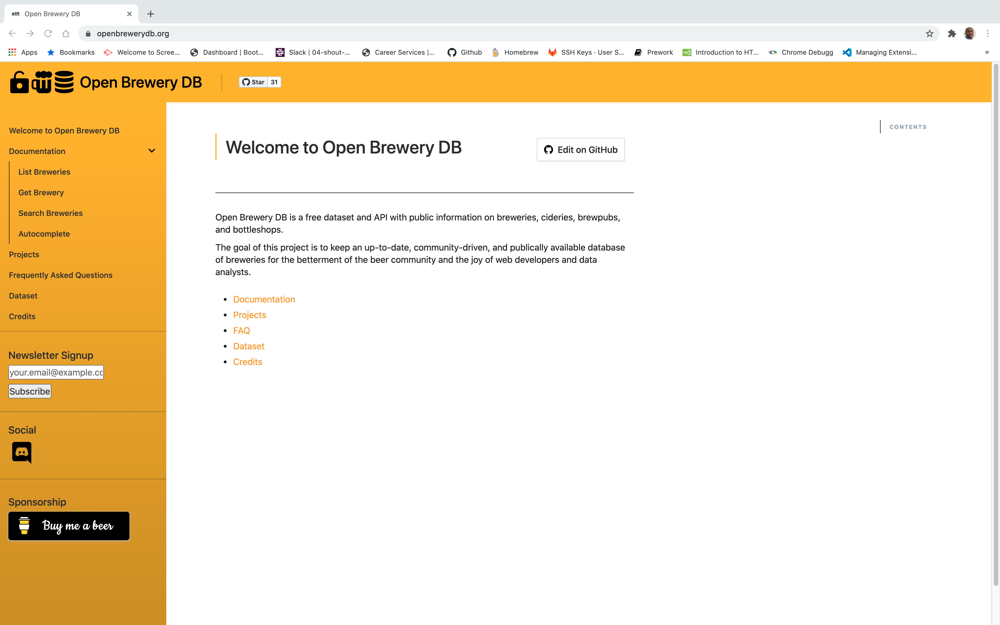 Open Brewery DB
openbrewerydb.org
Apps
Bookmarks
Welcome to Scree...
Dashboard | Boot...
Slack | 04-shout-...
Career Services |...
Github
Homebrew
SSH Keys · User S...
Prework
Introduction to HT...
Chrome Debugg
Managing Extensi...
»
Open Brewery DB
Star 31
Welcome to Open Brewery DB
Documentation
List Breweries
Get Brewery
Search Breweries
Autocomplete
Projects
Frequently Asked Questions
Dataset
Credits
Newsletter Signup
your.email@example.co
Subscribe
Social
Sponsorship
Buy me a beer
Welcome to Open Brewery DB
Edit on GitHub
Open Brewery DB is a free dataset and API with public information on breweries, cideries, brewpubs,
and bottleshops.
The goal of this project is to keep an up-to-date, community-driven, and publically available database
of breweries for the betterment of the beer community and the joy of web developers and data
analysts.
• Documentation
• Projects
• FAQ
• Dataset
• Credits
CONTENTS